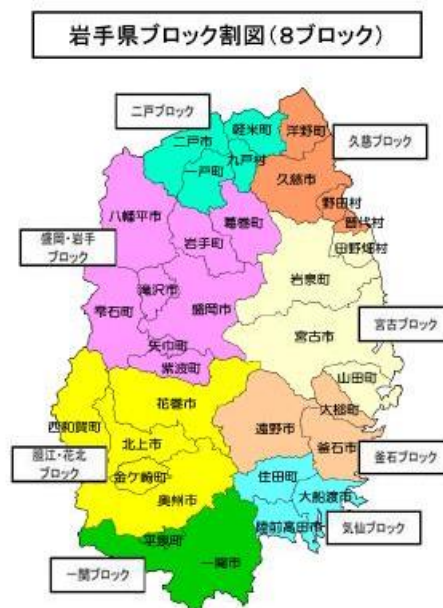 岩手県ブロック割図(8ブロック)
二戸ブロック
軽米町
洋野町
二戸市
九戸村
久慈ブロック
一戸町
久慈市
野田村
八幡平市
葛巻町
普代村
岩手町
田野畑村
盛岡・岩手
ブロック
岩泉町
滝沢市
雫石町
盛岡市
宮古ブロック
宮古市
矢巾町
紫波町
山田町
花巻市
大槌町
西和賀町
遠野市
北上市
釜石市
胆江・花北
ブロック
釜石ブロック
金ケ崎町
住田町
奥州市
大船渡市
陸前高田市
気仙ブロック
平泉町
一関市
一関ブロック